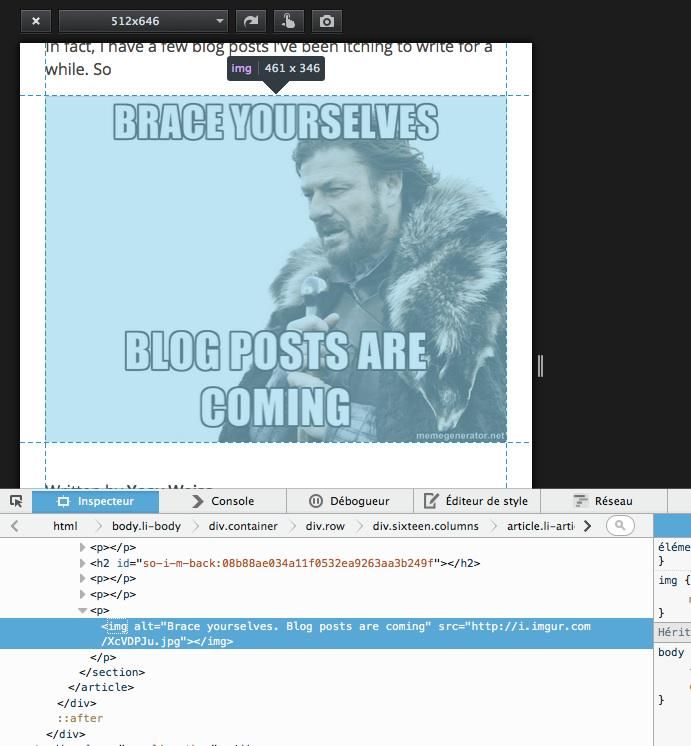 512x646
In fact, I have a few blog posts I've been itching to write for a
while. So
img 461 x 346
BRACE YOURSELVES
BLOG POSTS ARE
COMING
memegenerator.net
Written by Yoav Weiss
Inspecteur Console Débogueur Éditeur de style Réseau
html body.li-body div.container div.row div.sixteen.columns article.li-arti
<p></p>
<h2 id="so-i-m-back:08b88ae034a11f0532ea9263aa3b249f"></h2>
<p></p>
<p></p>
<p>
<img alt="Brace yourselves. Blog posts are coming" src="http://i.imgur.com
/XcVDPJu.jpg"></img>
</p>
</section>
</article>
</div>
::after
</div>
éléme
}
img {
}
Hérit
body
}